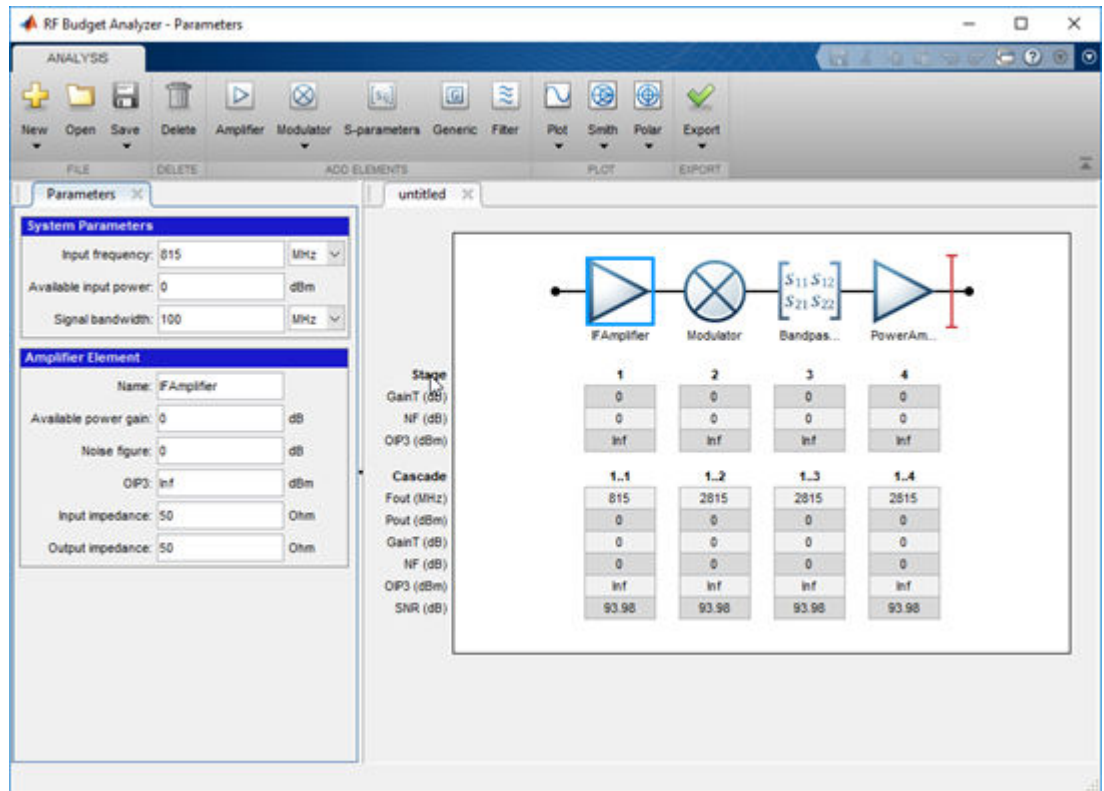 RF Budget Analyzer - Parameters
ANALYSIS
New Open Save Delete Amplifier Modulator S-parameters Generic Filter Plot Smith Polar Export
FILE DELETE ADD ELEMENTS PLOT EXPORT
Parameters
untitled
System Parameters
Input frequency: 815 MHz
Available input power: 0 dBm
Signal bandwidth: 100 MHz
Amplifier Element
Name: IFAmplifier
Available power gain: 0 dB
Noise figure: 0 dB
OIP3: Inf dBm
Input impedance: 50 Ohm
Output impedance: 50 Ohm
S11 S12
S21 S22
IFAmplifier Modulator Bandpas... PowerAm...
Stage 1 2 3 4
GainT (dB) 0 0 0 0
NF (dB) 0 0 0 0
OIP3 (dBm) Inf Inf Inf Inf
Cascade 1..1 1..2 1..3 1..4
Fout (MHz) 815 2815 2815 2815
Pout (dBm) 0 0 0 0
GainT (dB) 0 0 0 0
NF (dB) 0 0 0 0
OIP3 (dBm) Inf Inf Inf Inf
SNR (dB) 93.98 93.98 93.98 93.98